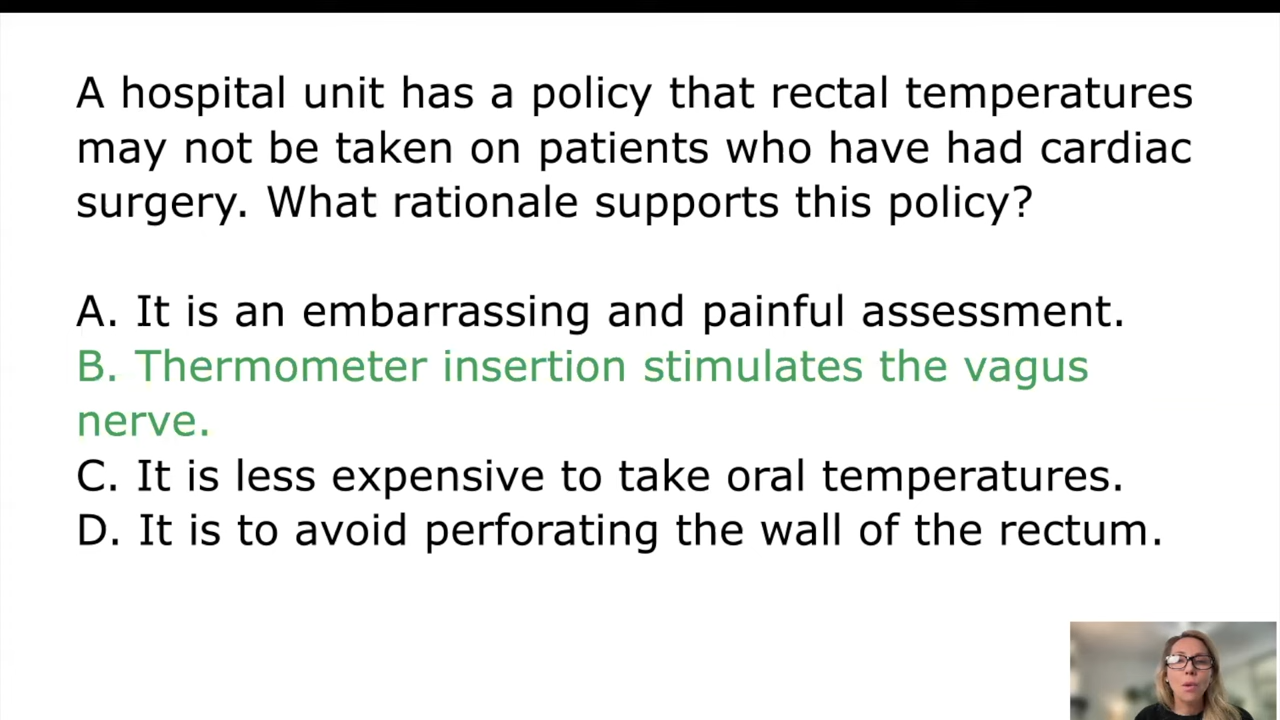 A hospital unit has a policy that rectal temperatures
may not be taken on patients who have had cardiac
surgery. What rationale supports this policy?
A. It is an embarrassing and painful assessment.
B. Thermometer insertion stimulates the vagus
nerve.
C. It is less expensive to take oral temperatures.
D. It is to avoid perforating the wall of the rectum.